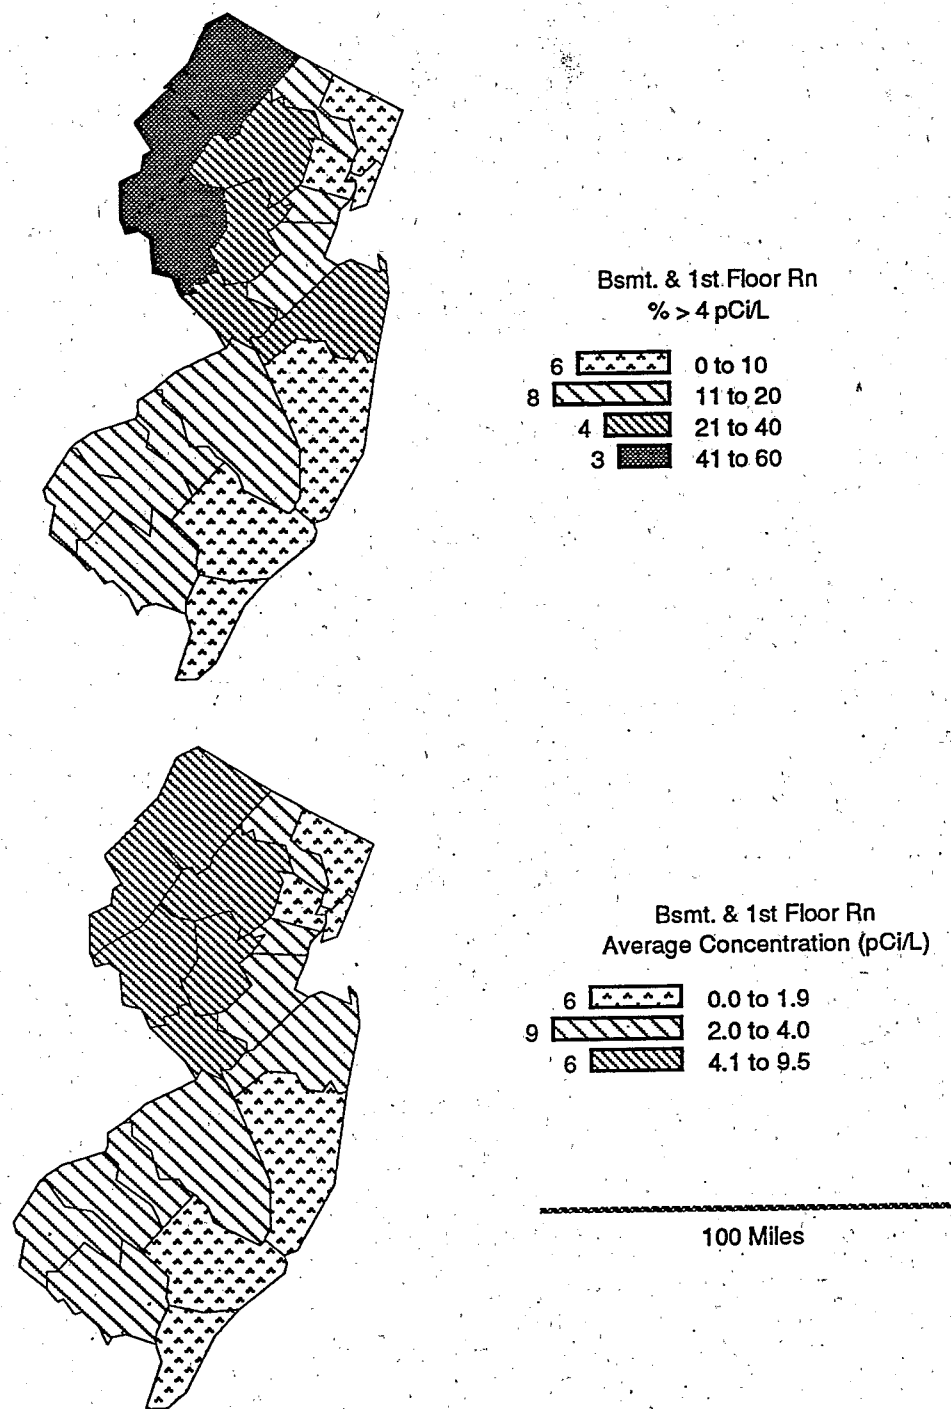 Bsmt. & 1st Floor Rn
% > 4 pCi/L
6 0 to 10
8 11 to 20
4 21 to 40
3 41 to 60
Bsmt. & 1st Floor Rn
Average Concentration (pCi/L)
6 0.0 to 1.9
9 2.0 to 4.0
6 4.1 to 9.5
100 Miles